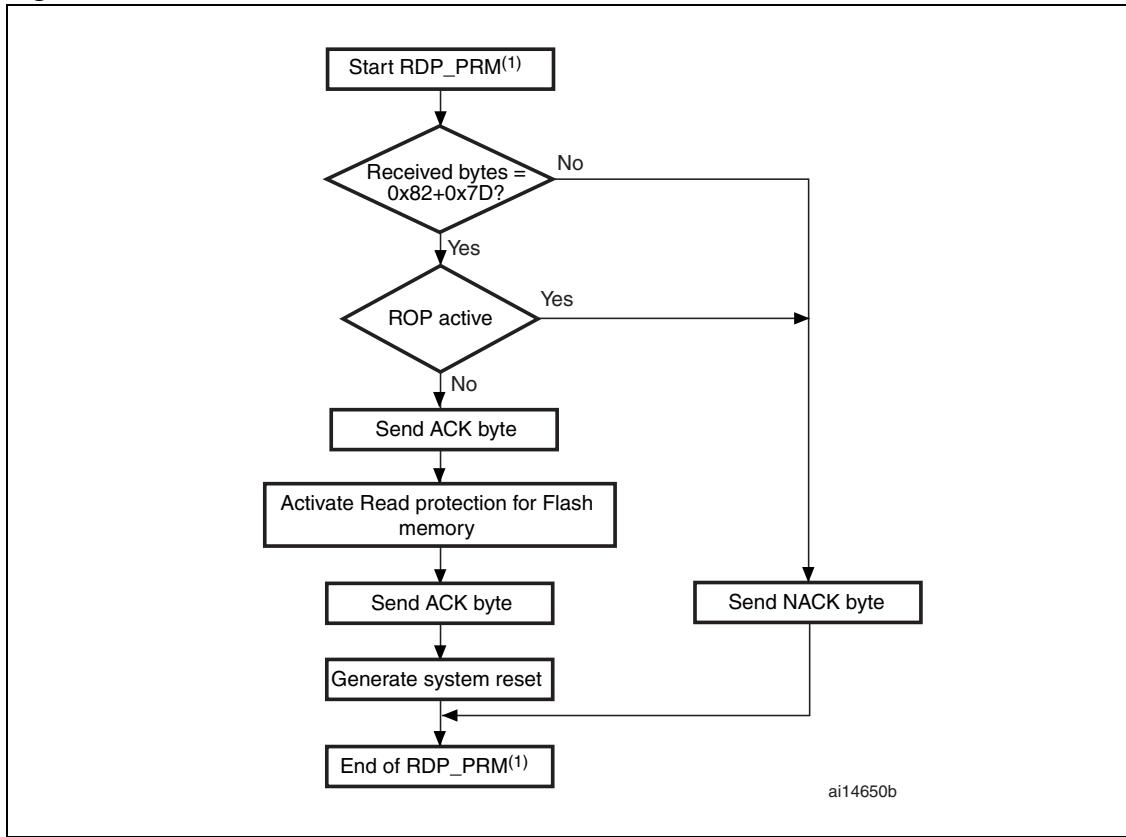 Start RDP_PRM(1)
Received bytes =
0x82+0x7D?
No
Yes
ROP active
Yes
No
Send ACK byte
Activate Read protection for Flash
memory
Send ACK byte
Send NACK byte
Generate system reset
End of RDP_PRM(1)
ai14650b